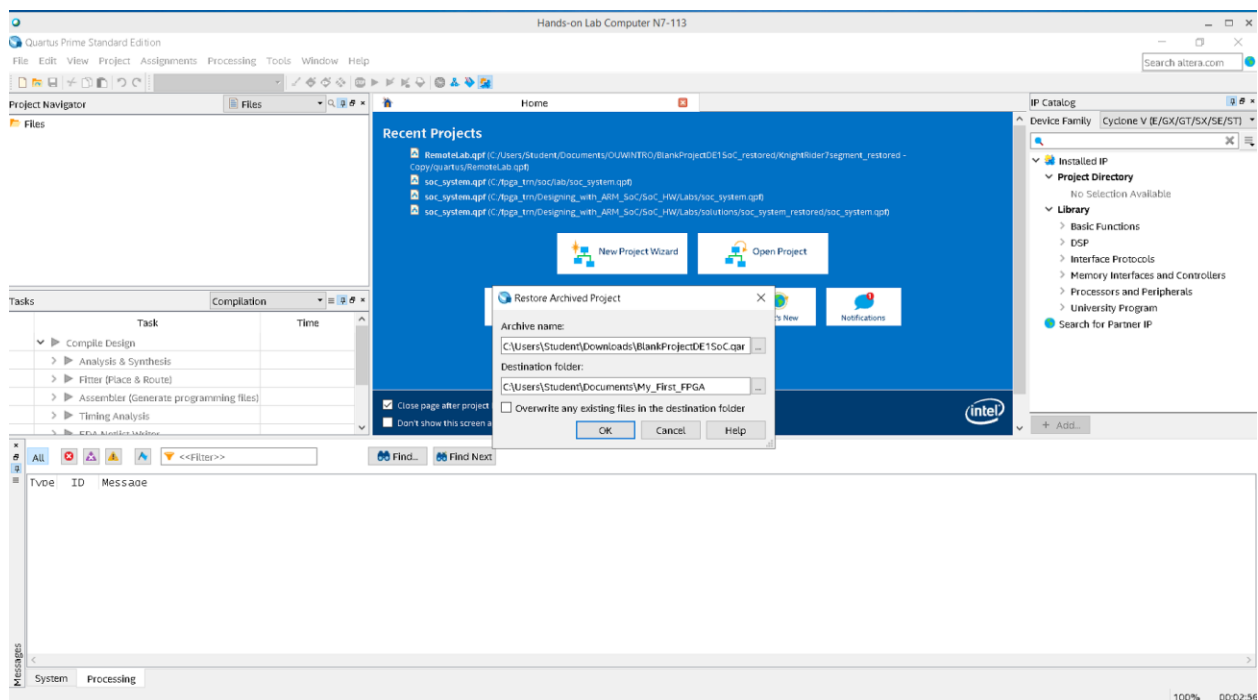 Hands-on Lab Computer N7-113
Quartus Prime Standard Edition
File Edit View Project Assignments Processing Tools Window Help
Search altera.com
Project Navigator
Files
Files
Home
Recent Projects
RemoteLab.qpf (C:/Users/Student/Documents/OUWINTRO/BlankProjectDE1SoC_restored/KnightRider7segment_restored -
Copy/quartus/RemoteLab.qpf)
soc_system.qpf (C:/fpga_trn/soc/lab/soc_system.qpf)
soc_system.qpf (C:/fpga_trn/Designing_with_ARM_SoC/SoC_HW/Labs/soc_system.qpf)
soc_system.qpf (C:/fpga_trn/Designing_with_ARM_SoC/SoC_HW/Labs/solutions/soc_system_restored/soc_system.qpf)
New Project Wizard
Open Project
's New
Notifications
Close page after project
Don't show this screen a
intel
Restore Archived Project
Archive name:
C:\Users\Student\Downloads\BlankProjectDE1SoC.qar
...
Destination folder:
C:\Users\Student\Documents\My_First_FPGA
...
Overwrite any existing files in the destination folder
OK
Cancel
Help
IP Catalog
Device Family
Cyclone V (E/GX/GT/SX/SE/ST)
Installed IP
Project Directory
No Selection Available
Library
Basic Functions
DSP
Interface Protocols
Memory Interfaces and Controllers
Processors and Peripherals
University Program
Search for Partner IP
+ Add...
Tasks
Compilation
Task
Time
Compile Design
Analysis & Synthesis
Fitter (Place & Route)
Assembler (Generate programming files)
Timing Analysis
EDA Netlist Writer
All
<<Filter>>
Find...
Find Next
Type ID Message
Messages
System
Processing
100% 00:02:56